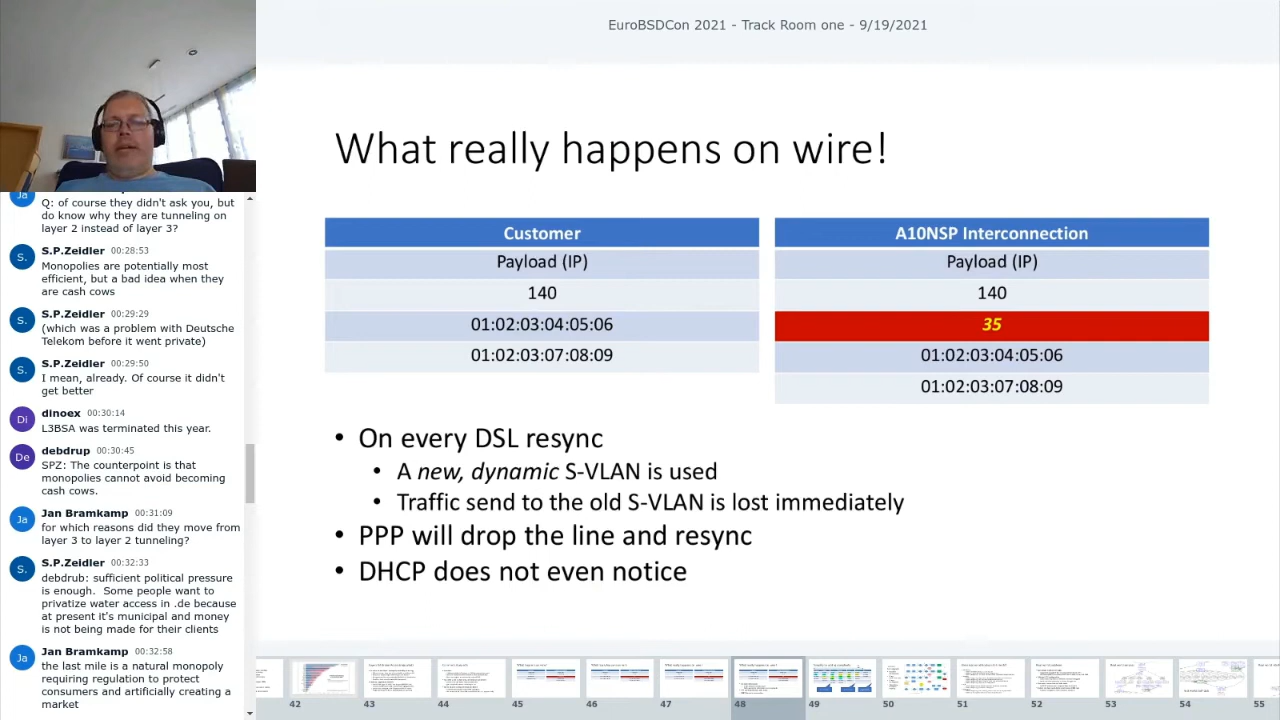 EuroBSDCon 2021 - Track Room one - 9/19/2021
What really happens on wire!
Customer
Payload (IP)
140
01:02:03:04:05:06
01:02:03:07:08:09
A10NSP Interconnection
Payload (IP)
140
35
01:02:03:04:05:06
01:02:03:07:08:09
• On every DSL resync
• A new, dynamic S-VLAN is used
• Traffic send to the old S-VLAN is lost immediately
• PPP will drop the line and resync
• DHCP does not even notice
Ja
Q: of course they didn't ask you, but
do know why they are tunneling on
layer 2 instead of layer 3?
S.
S.P.Zeidler 00:28:53
Monopolies are potentially most
efficient, but a bad idea when they
are cash cows
S.
S.P.Zeidler 00:29:29
(which was a problem with Deutsche
Telekom before it went private)
S.
S.P.Zeidler 00:29:50
I mean, already. Of course it didn't
get better
Di
dinoex 00:30:14
L3BSA was terminated this year.
De
debdrup 00:30:45
SPZ: The counterpoint is that
monopolies cannot avoid becoming
cash cows.
Ja
Jan Bramkamp 00:31:09
for which reasons did they move from
layer 3 to layer 2 tunneling?
S.
S.P.Zeidler 00:32:33
debdrub: sufficient political pressure
is enough. Some people want to
privatize water access in .de because
at present it's municipal and money
is not being made for their clients
Ja
Jan Bramkamp 00:32:58
the last mile is a natural monopoly
requiring regulation to protect
consumers and artificially creating a
market
42 43 44 45 46 47 48 49 50 51 52 53 54 55